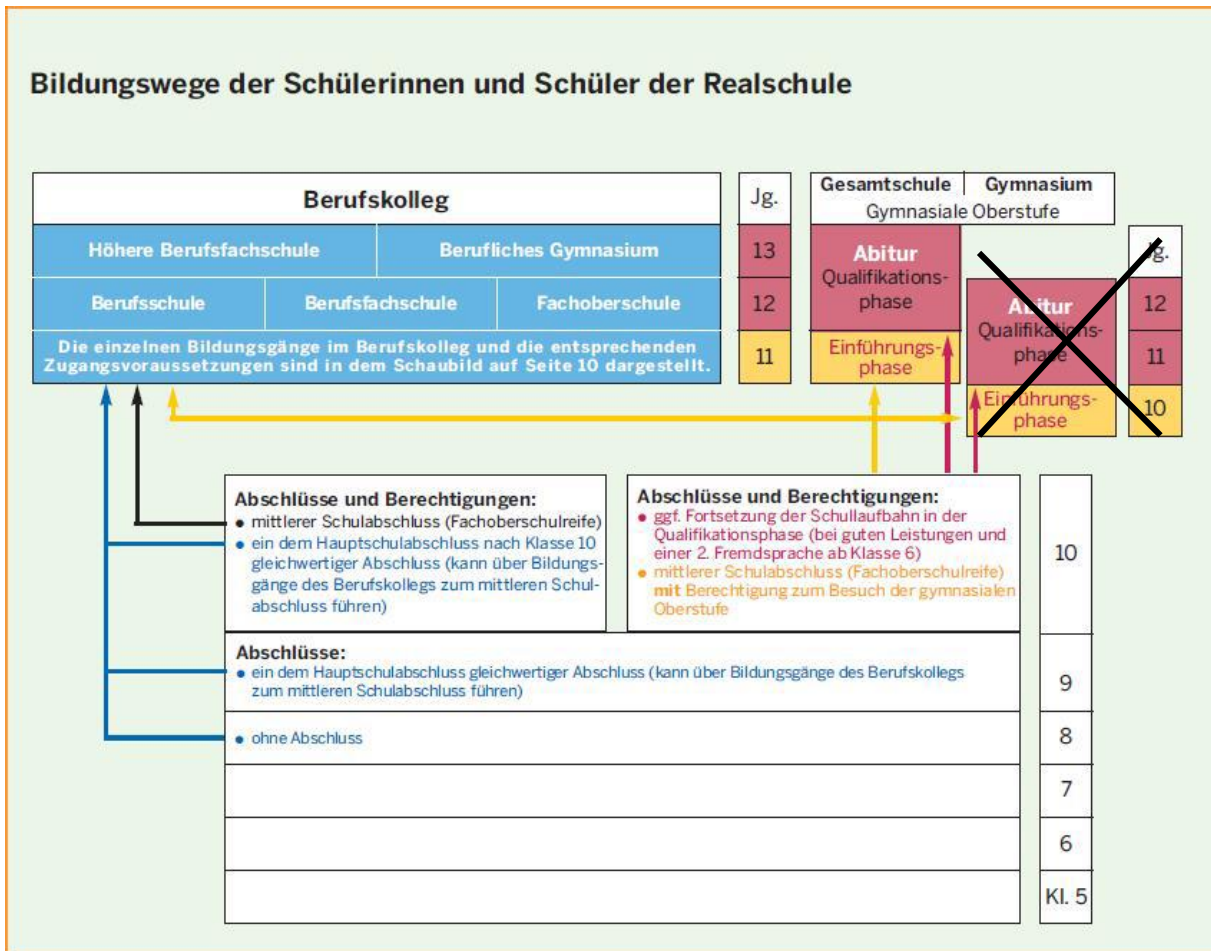 Bildungswege der Schülerinnen und Schüler der Realschule
Berufskolleg
Höhere Berufsfachschule
Berufliches Gymnasium
Berufsschule
Berufsfachschule
Fachoberschule
Die einzelnen Bildungsgänge im Berufskolleg und die entsprechenden
Zugangsvoraussetzungen sind in dem Schaubild auf Seite 10 dargestellt.
Jg.
13
12
11
Gesamtschule | Gymnasium
Gymnasiale Oberstufe
Abitur
Qualifikations-
phase
Einführungs-
phase
Abitur
Qualifikations-
phase
Einführungs-
phase
Jg.
12
11
10
Abschlüsse und Berechtigungen:
• mittlerer Schulabschluss (Fachoberschulreife)
• ein dem Hauptschulabschluss nach Klasse 10
gleichwertiger Abschluss (kann über Bildungs-
gänge des Berufskollegs zum mittleren Schul-
abschluss führen)
Abschlüsse und Berechtigungen:
• ggf. Fortsetzung der Schullaufbahn in der
Qualifikationsphase (bei guten Leistungen und
einer 2. Fremdsprache ab Klasse 6)
• mittlerer Schulabschluss (Fachoberschulreife)
mit Berechtigung zum Besuch der gymnasialen
Oberstufe
10
Abschlüsse:
• ein dem Hauptschulabschluss gleichwertiger Abschluss (kann über Bildungsgänge des Berufskollegs
zum mittleren Schulabschluss führen)
9
• ohne Abschluss
8
7
6
Kl. 5